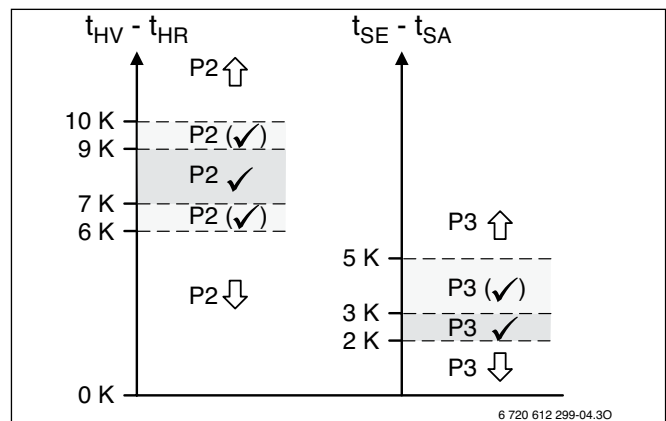 t_HV - t_HR
t_SE - t_SA
P2
10 K
P2 (✓)
9 K
P2 ✓
7 K
P2 (✓)
6 K
P3
5 K
P2
P3 (✓)
3 K
P3 ✓
2 K
P3
0 K
6 720 612 299-04.3O